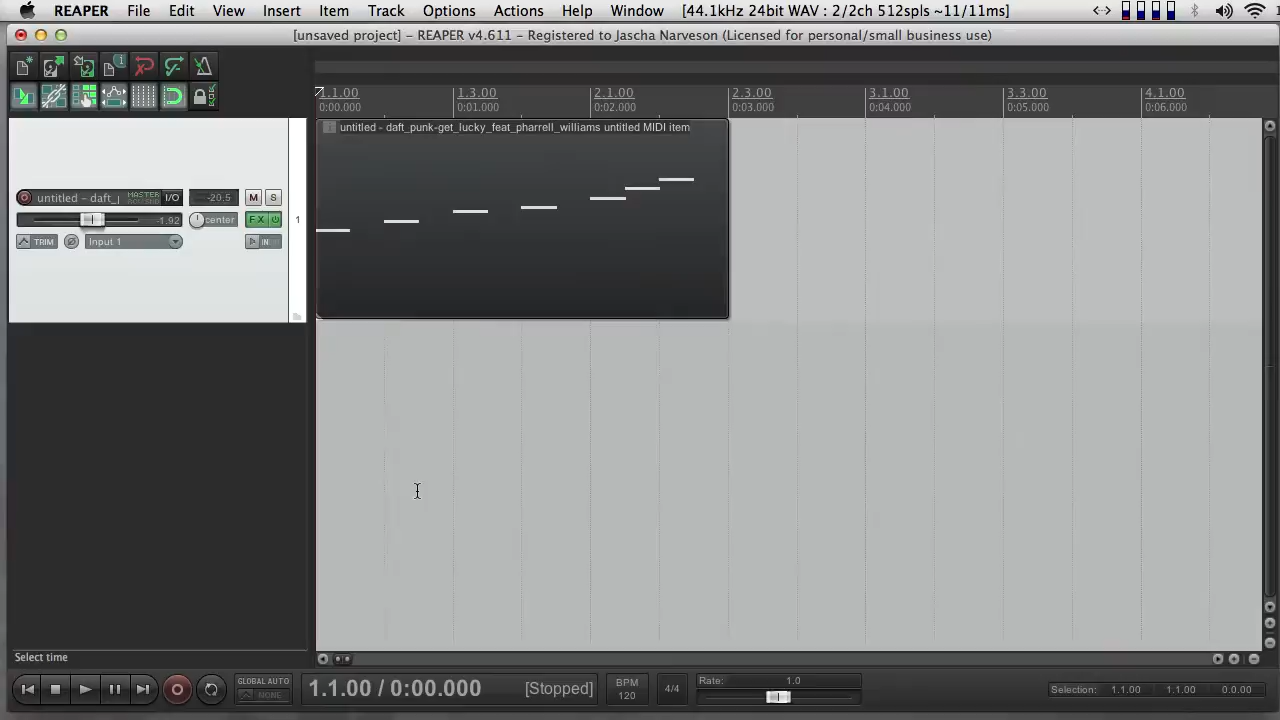 REAPER File Edit View Insert Item Track Options Actions Help Window [44.1kHz 24bit WAV : 2/2ch 512spls ~11/11ms]
[unsaved project] - REAPER v4.611 - Registered to Jascha Narveson (Licensed for personal/small business use)
1.1.00 1.3.00 2.1.00 2.3.00 3.1.00 3.3.00 4.1.00
0:00.000 0:01.000 0:02.000 0:03.000 0:04.000 0:05.000 0:06.000
untitled - daft_punk-get_lucky_feat_pharrell_williams untitled MIDI item
untitled - daft_p MASTER I/O -20.5 M S
-1.92 center FX 1
TRIM Input 1 IN
Select time
GLOBAL AUTO
NONE
1.1.00 / 0:00.000 [Stopped]
BPM
120
4/4
Rate: 1.0
Selection: 1.1.00 1.1.00 0.0.00